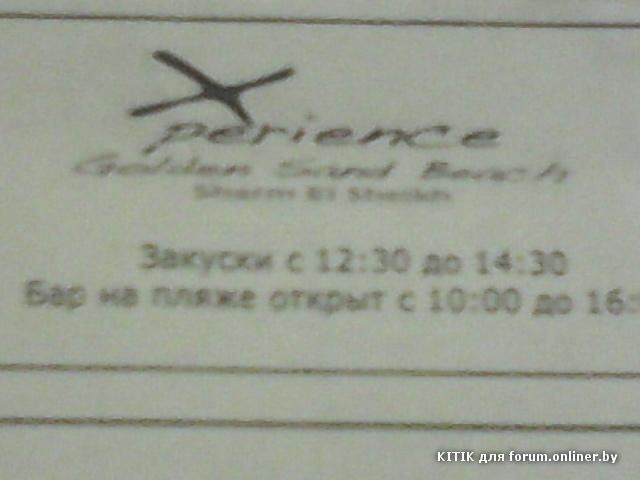 Xperience
Golden Sand Beach
Sharm El Sheikh
Закуски с 12:30 до 14:30
Бар на пляже открыт с 10:00 до 16:
KITIK для forum.onliner.by